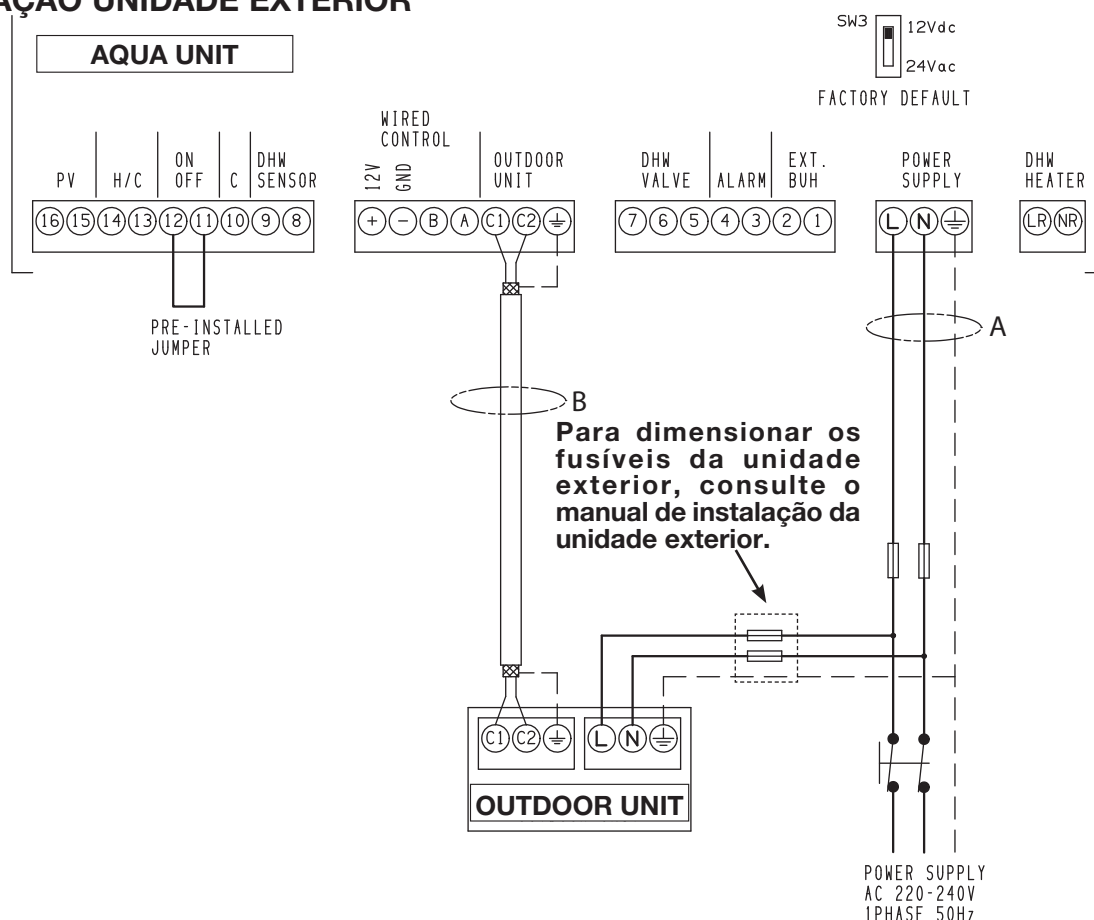 AÇÃO UNIDADE EXTERIOR
SW3
12Vdc
24Vac
FACTORY DEFAULT
AQUA UNIT
WIRED
CONTROL
PV
H/C
ON
OFF
C
DHW
SENSOR
12V
GND
OUTDOOR
UNIT
DHW
VALVE
ALARM
EXT.
BUH
POWER
SUPPLY
DHW
HEATER
16 15 14 13 12 11 10 9 8
+ − B A C1 C2
7 6 5 4 3 2 1
L N
LR NR
PRE-INSTALLED
JUMPER
A
B
Para dimensionar os
fusíveis da unidade
exterior, consulte o
manual de instalação da
unidade exterior.
C1 C2
L N
OUTDOOR UNIT
POWER SUPPLY
AC 220-240V
1PHASE 50Hz